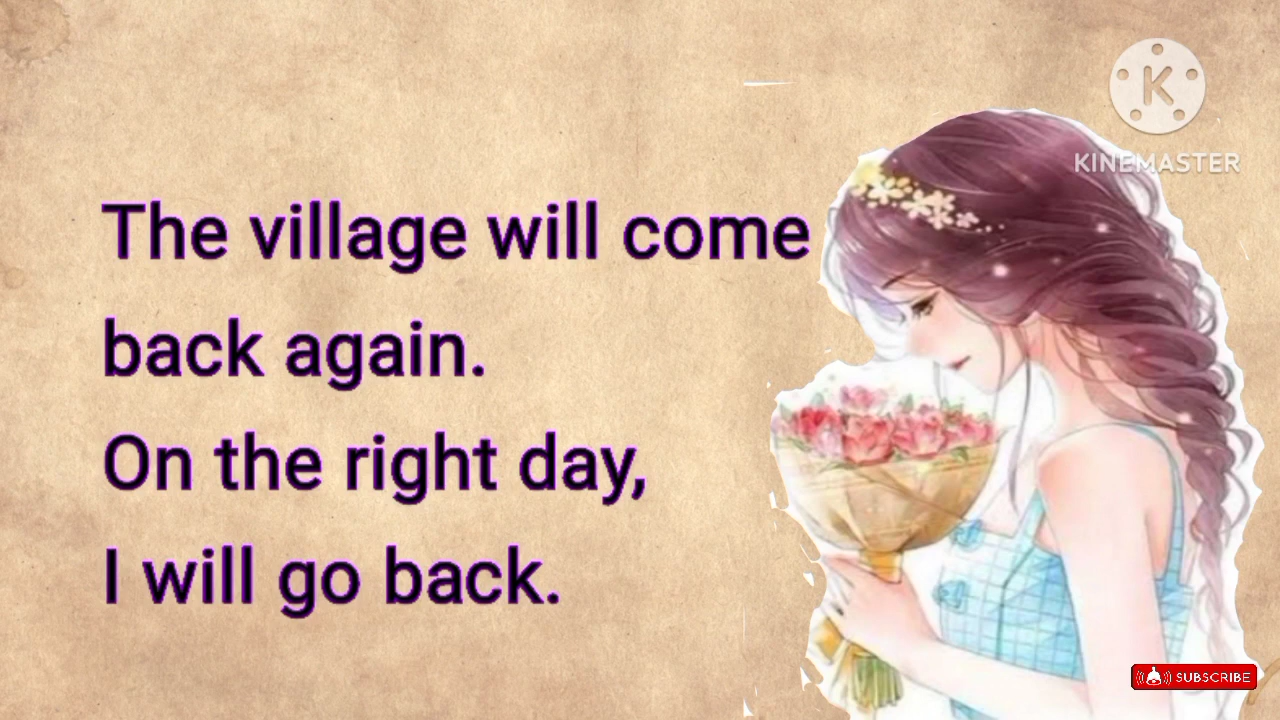 KINEMASTER
The village will come
back again.
On the right day,
I will go back.
SUBSCRIBE